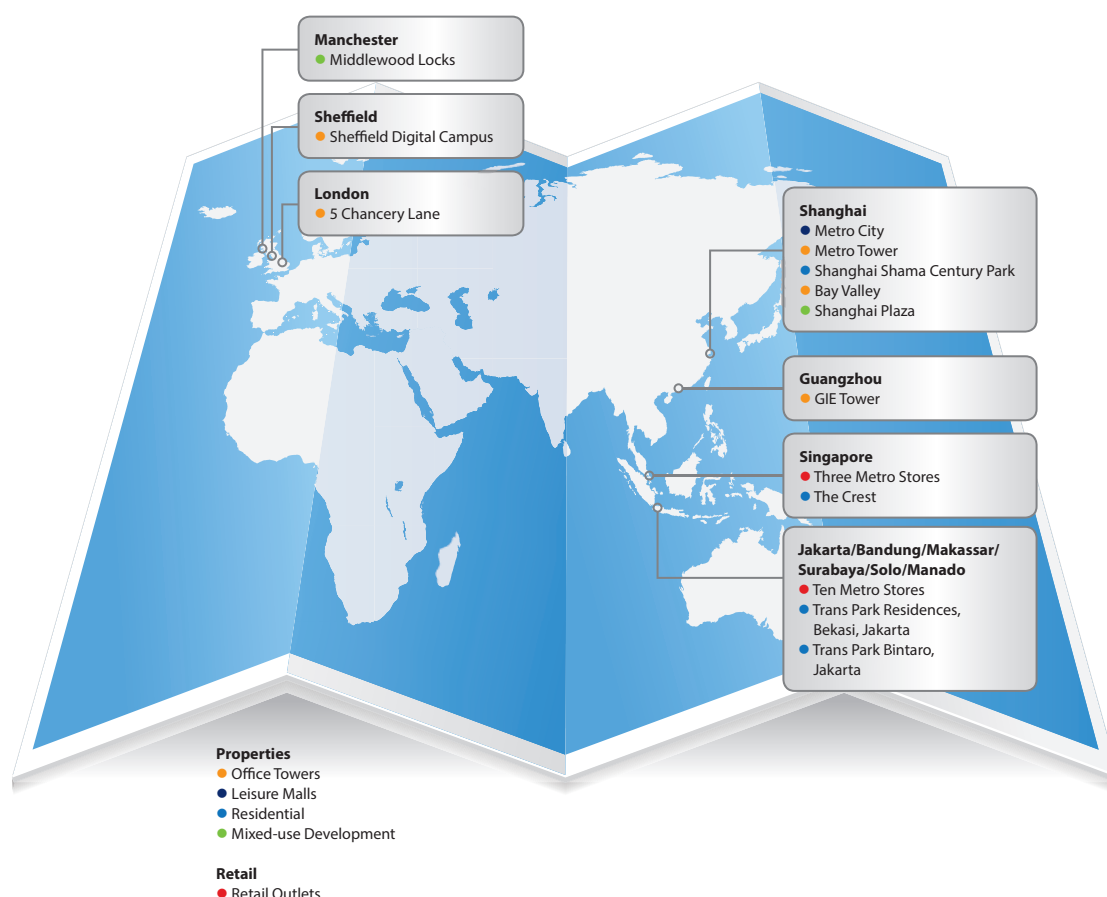 Manchester
● Middlewood Locks
Sheffield
● Sheffield Digital Campus
London
● 5 Chancery Lane
Shanghai
● Metro City
● Metro Tower
● Shanghai Shama Century Park
● Bay Valley
● Shanghai Plaza
Guangzhou
● GIE Tower
Singapore
● Three Metro Stores
● The Crest
Jakarta/Bandung/Makassar/
Surabaya/Solo/Manado
● Ten Metro Stores
● Trans Park Residences,
Bekasi, Jakarta
● Trans Park Bintaro,
Jakarta
Properties
● Office Towers
● Leisure Malls
● Residential
● Mixed-use Development
Retail
● Retail Outlets